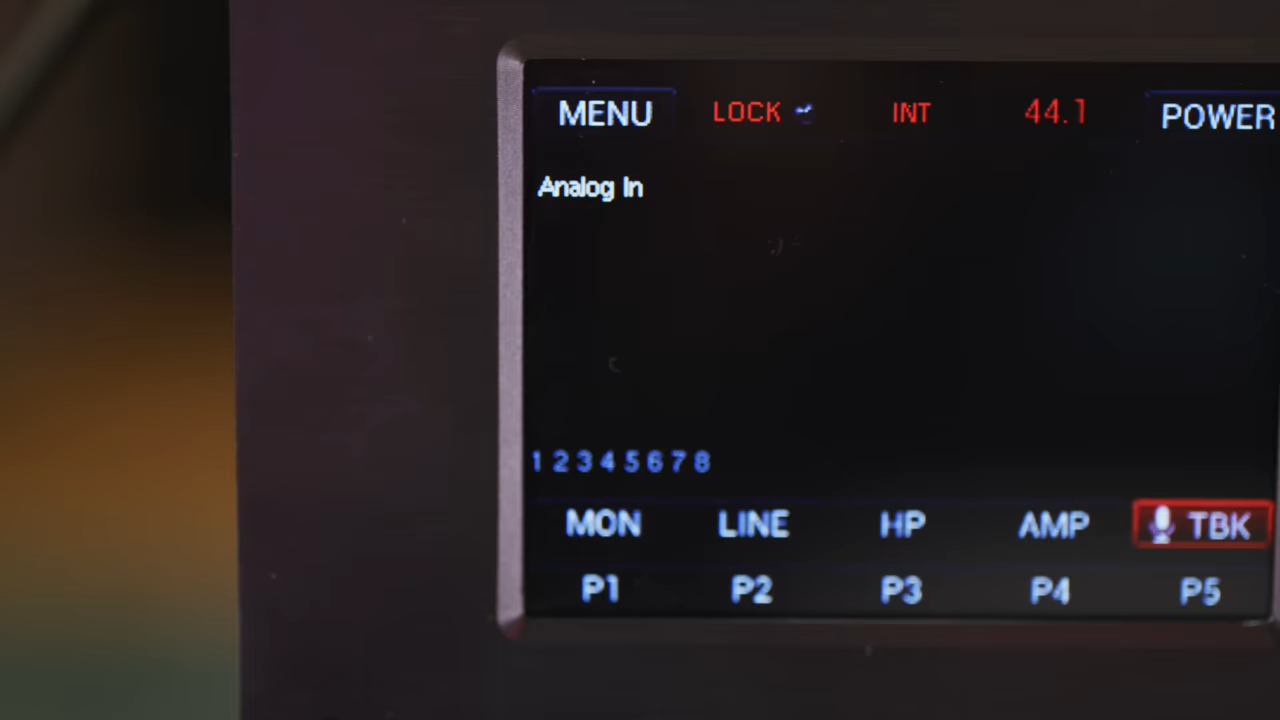 MENU LOCK INT 44.1 POWER
Analog In
1 2 3 4 5 6 7 8
MON LINE HP AMP TBK
P1 P2 P3 P4 P5